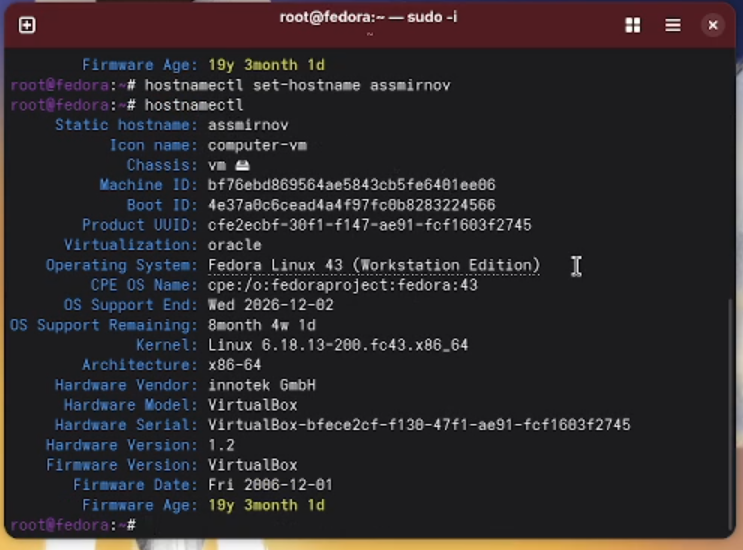 root@fedora:~ — sudo -i
~
Firmware Age: 19y 3month 1d
root@fedora:~# hostnamectl set-hostname assmirnov
root@fedora:~# hostnamectl
Static hostname: assmirnov
Icon name: computer-vm
Chassis: vm 🖴
Machine ID: bf76ebd869564ae5843cb5fe6401ee06
Boot ID: 4e37a0c6cead4a4f97fc0b8283224566
Product UUID: cfe2ecbf-30f1-f147-ae91-fcf1603f2745
Virtualization: oracle
Operating System: Fedora Linux 43 (Workstation Edition)
CPE OS Name: cpe:/o:fedoraproject:fedora:43
OS Support End: Wed 2026-12-02
OS Support Remaining: 8month 4w 1d
Kernel: Linux 6.18.13-200.fc43.x86_64
Architecture: x86-64
Hardware Vendor: innotek GmbH
Hardware Model: VirtualBox
Hardware Serial: VirtualBox-bfece2cf-f130-47f1-ae91-fcf1603f2745
Hardware Version: 1.2
Firmware Version: VirtualBox
Firmware Date: Fri 2006-12-01
Firmware Age: 19y 3month 1d
root@fedora:~#